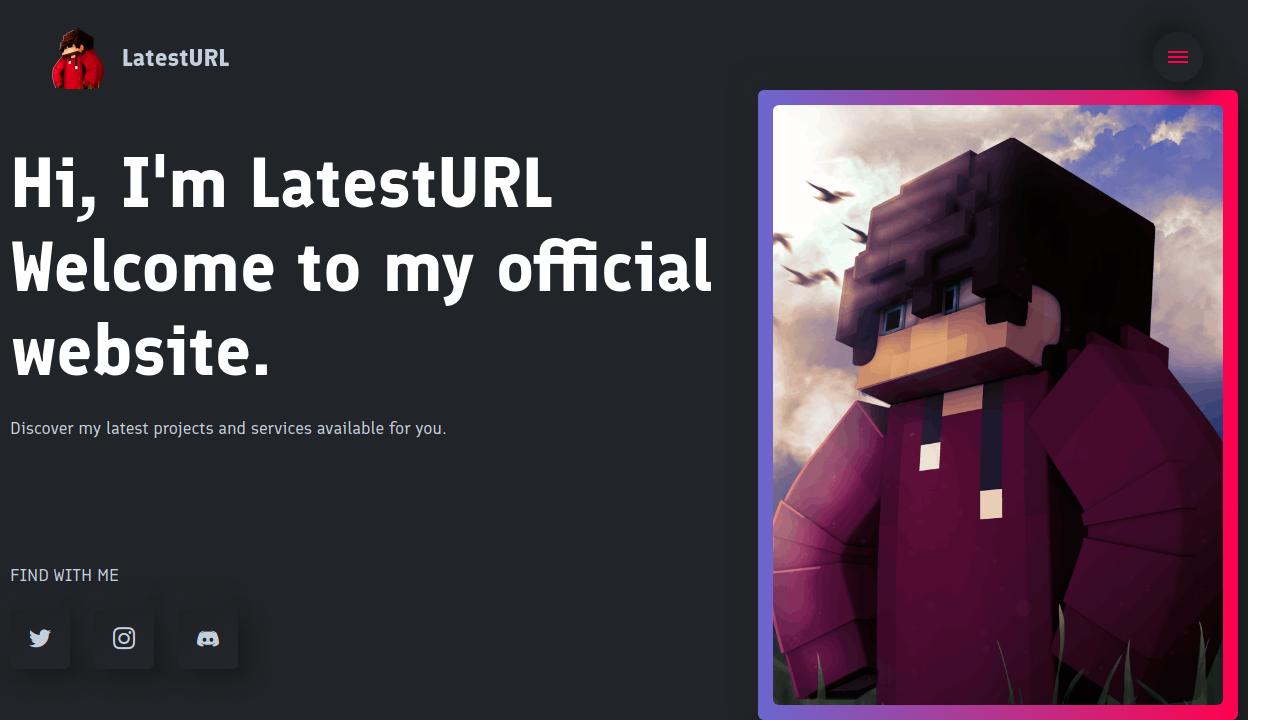 LatestURL
Hi, I'm LatestURL
Welcome to my official
website.
Discover my latest projects and services available for you.
FIND WITH ME